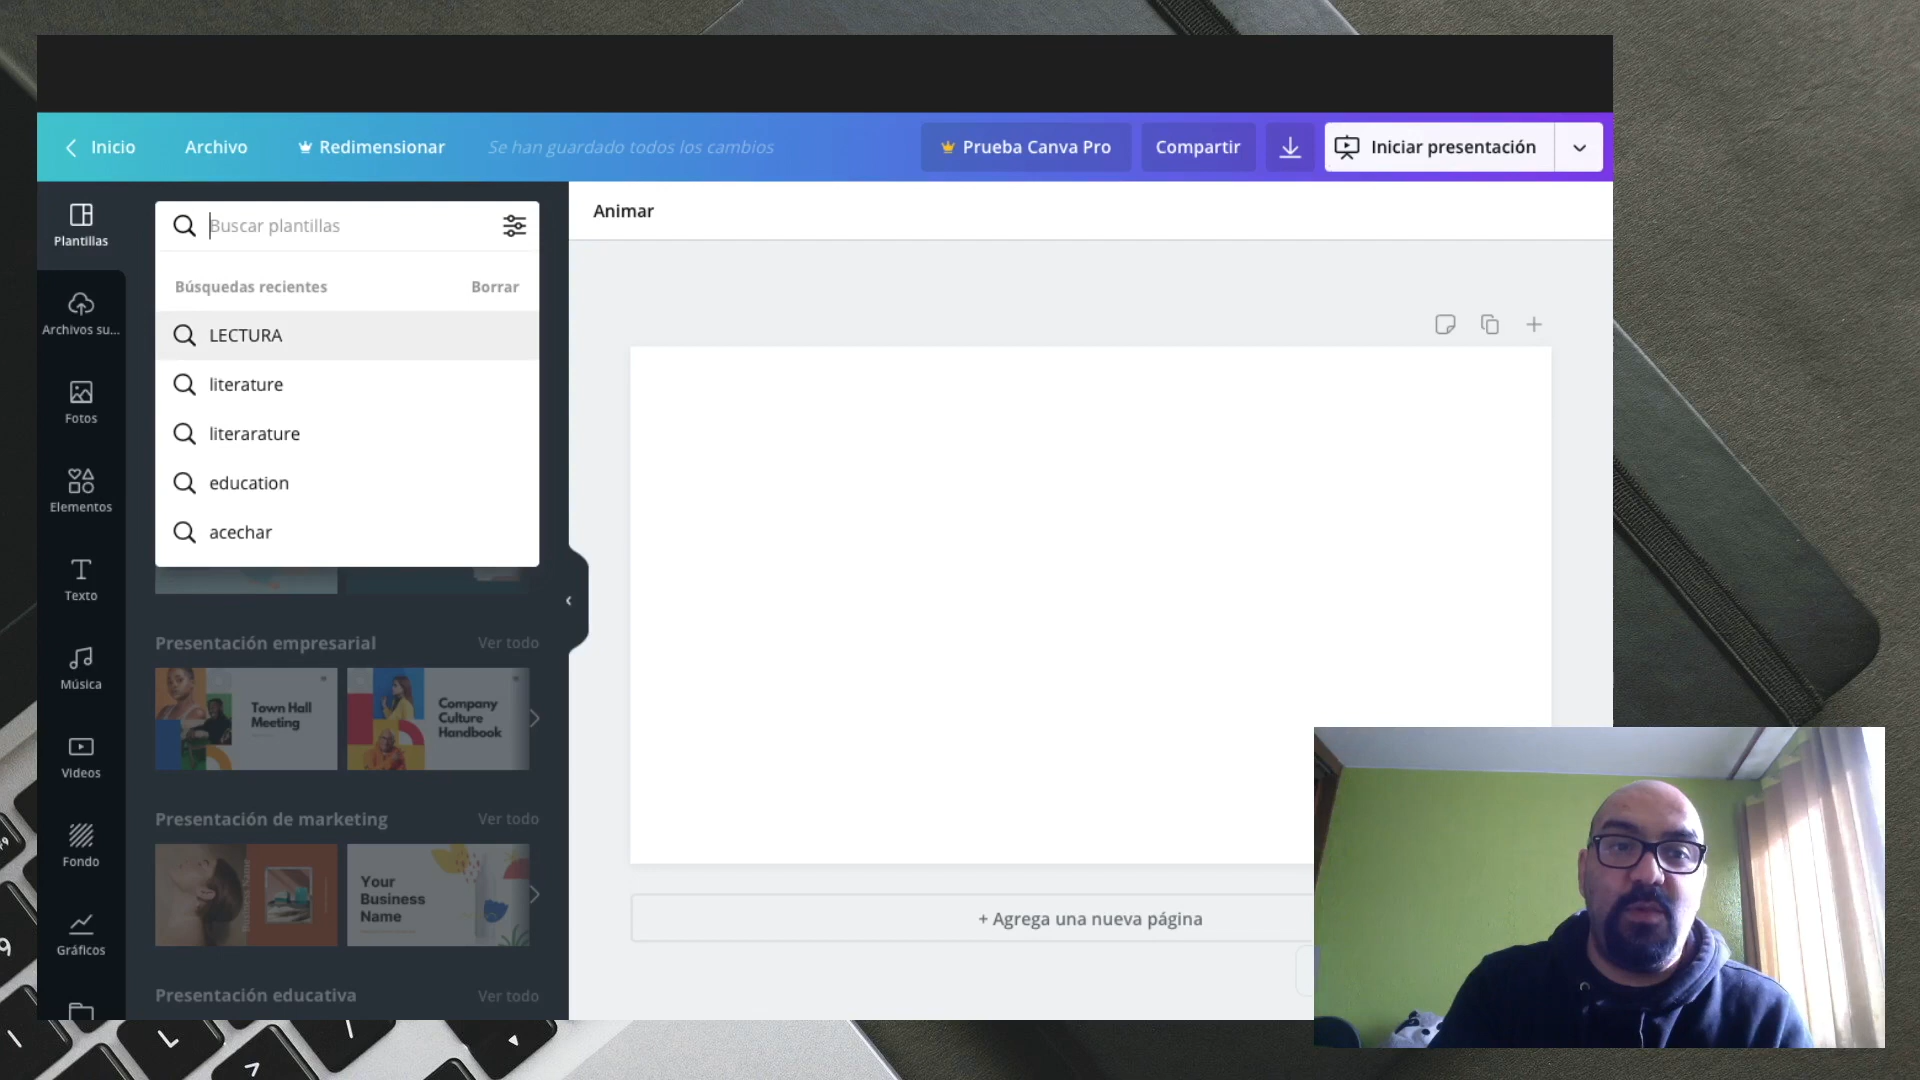 Inicio
Archivo
Redimensionar
Se han guardado todos los cambios
Prueba Canva Pro
Compartir
Iniciar presentación
Plantillas
Archivos su...
Fotos
Elementos
Texto
Música
Videos
Fondo
Gráficos
Buscar plantillas
Búsquedas recientes
Borrar
LECTURA
literature
literarature
education
acechar
Presentación empresarial
Ver todo
Town Hall
Meeting
Company
Culture
Handbook
Presentación de marketing
Ver todo
Business Name
Your
Business
Name
Presentación educativa
Ver todo
Animar
+ Agrega una nueva página
9
L